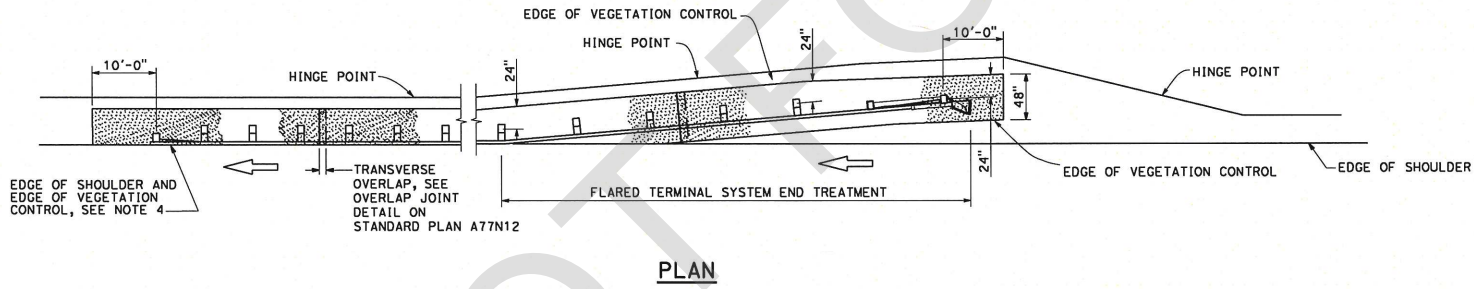 EDGE OF VEGETATION CONTROL
HINGE POINT
24"
10'-0"
10'-0"
HINGE POINT
24"
HINGE POINT
48"
24"
EDGE OF SHOULDER AND
EDGE OF VEGETATION
CONTROL, SEE NOTE 4
TRANSVERSE
OVERLAP, SEE
OVERLAP JOINT
DETAIL ON
STANDARD PLAN A77N12
FLARED TERMINAL SYSTEM END TREATMENT
EDGE OF VEGETATION CONTROL
EDGE OF SHOULDER
PLAN